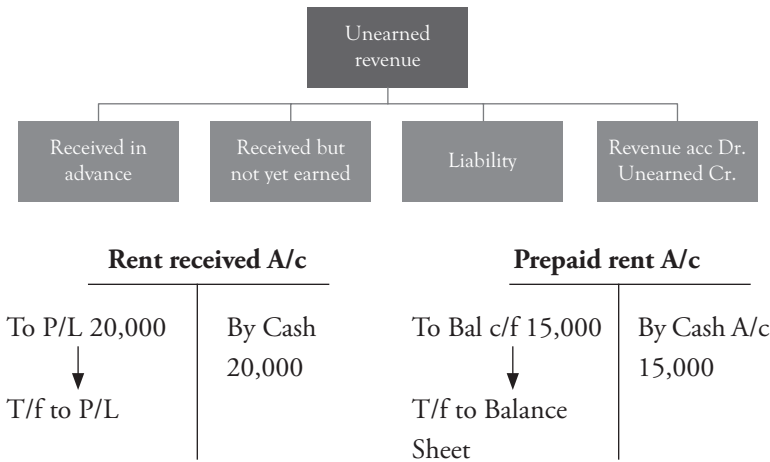 Unearned
revenue
Received in
advance
Received but
not yet earned
Liability
Revenue acc Dr.
Unearned Cr.
Rent received A/c
To P/L 20,000
T/f to P/L
By Cash
20,000
Prepaid rent A/c
To Bal c/f 15,000
T/f to Balance
Sheet
By Cash A/c
15,000